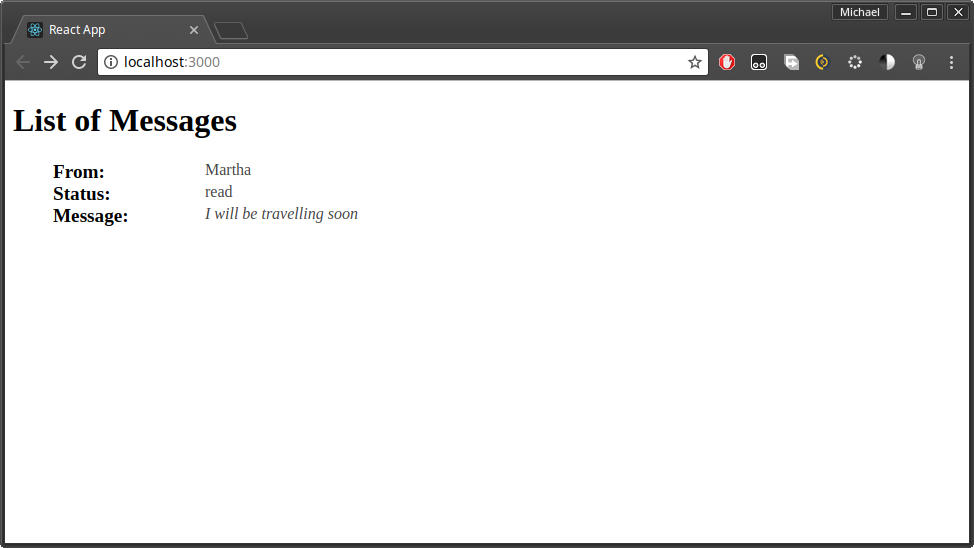 Michael
React App
localhost:3000
List of Messages
From: Martha
Status: read
Message: I will be travelling soon